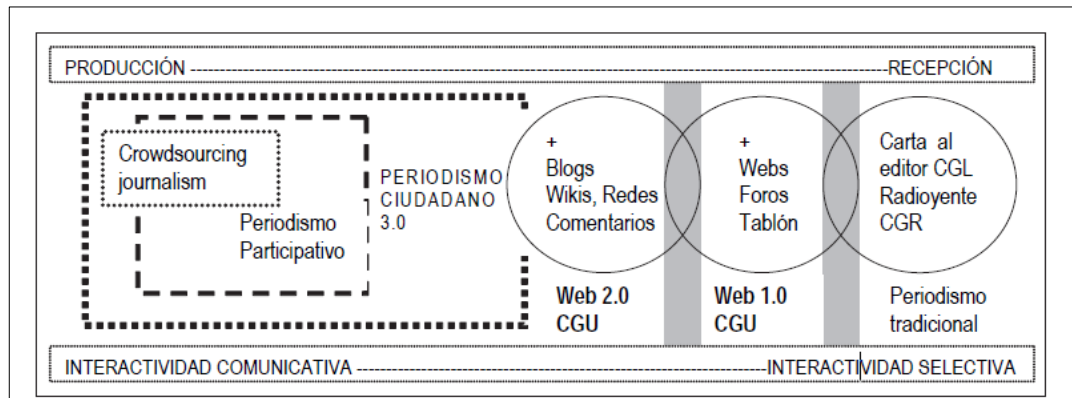 PRODUCCIÓN ---------------------------------------------------------------------------------------RECEPCIÓN
Crowdsourcing
journalism
Periodismo
Participativo
PERIODISMO
CIUDADANO
3.0
+
Blogs
Wikis, Redes
Comentarios
+
Webs
Foros
Tablón
Carta al
editor CGL
Radioyente
CGR
Web 2.0
CGU
Web 1.0
CGU
Periodismo
tradicional
INTERACTIVIDAD COMUNICATIVA ----------------------------------------------------INTERACTIVIDAD SELECTIVA